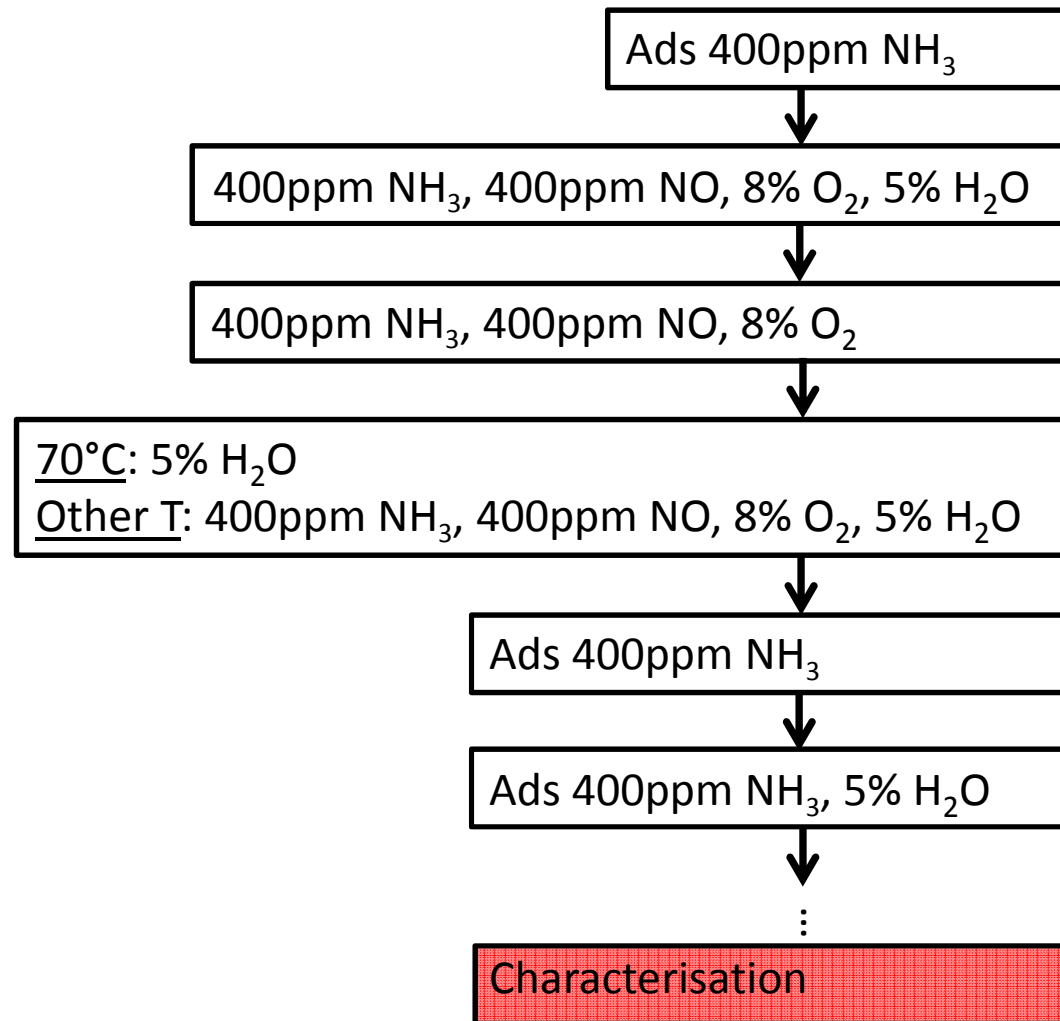 Ads 400ppm NH₃
400ppm NH₃, 400ppm NO, 8% O₂, 5% H₂O
400ppm NH₃, 400ppm NO, 8% O₂
70°C: 5% H₂O
Other T: 400ppm NH₃, 400ppm NO, 8% O₂, 5% H₂O
Ads 400ppm NH₃
Ads 400ppm NH₃, 5% H₂O
⋮
Characterisation